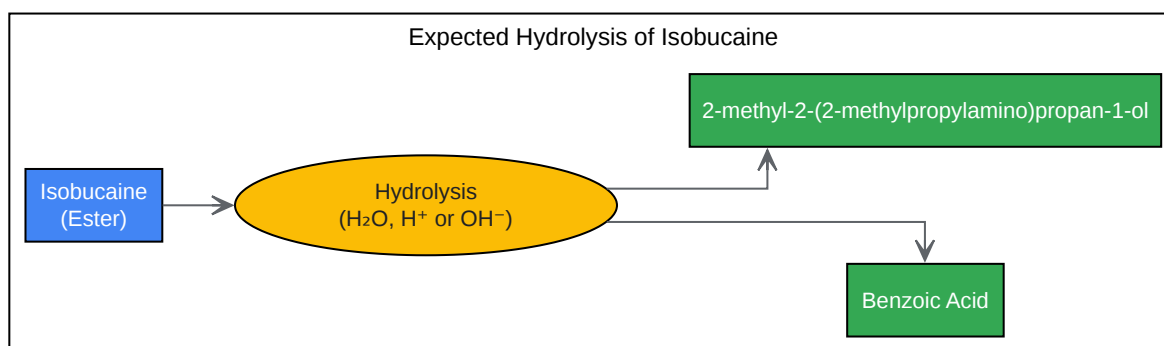 Expected Hydrolysis of Isobucaine
2-methyl-2-(2-methylpropylamino)propan-1-ol
Isobucaine
(Ester)
Hydrolysis
(H₂O, H⁺ or OH⁻)
Benzoic Acid